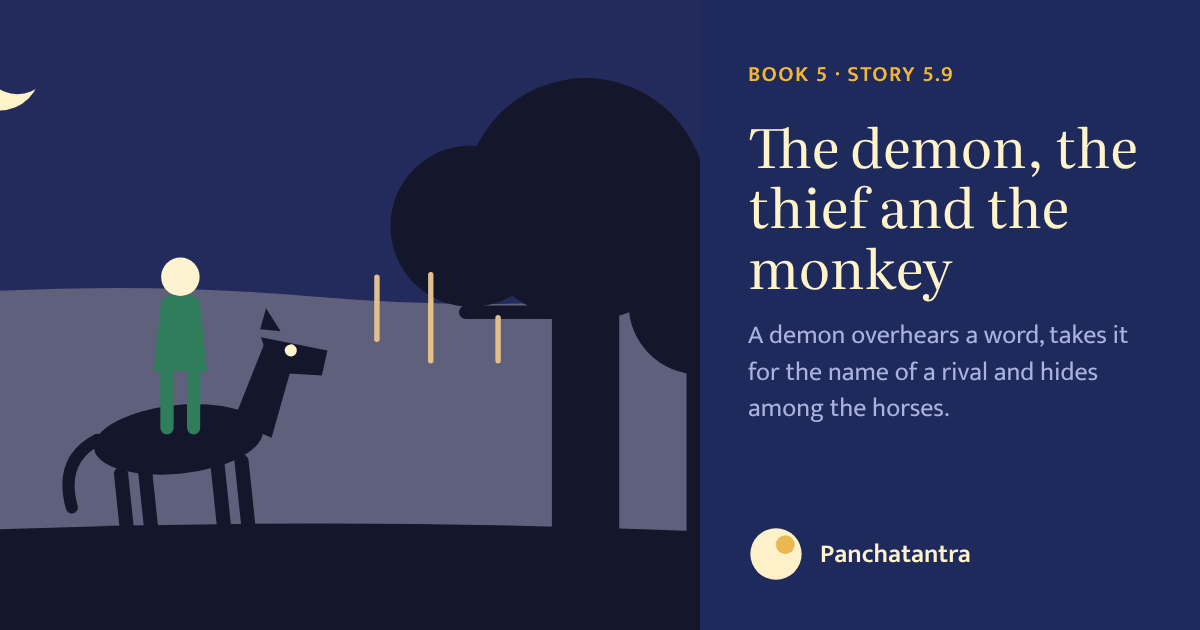 BOOK 5 · STORY 5.9
The demon, the
thief and the
monkey
A demon overhears a word, takes it
for the name of a rival and hides
among the horses.
Panchatantra